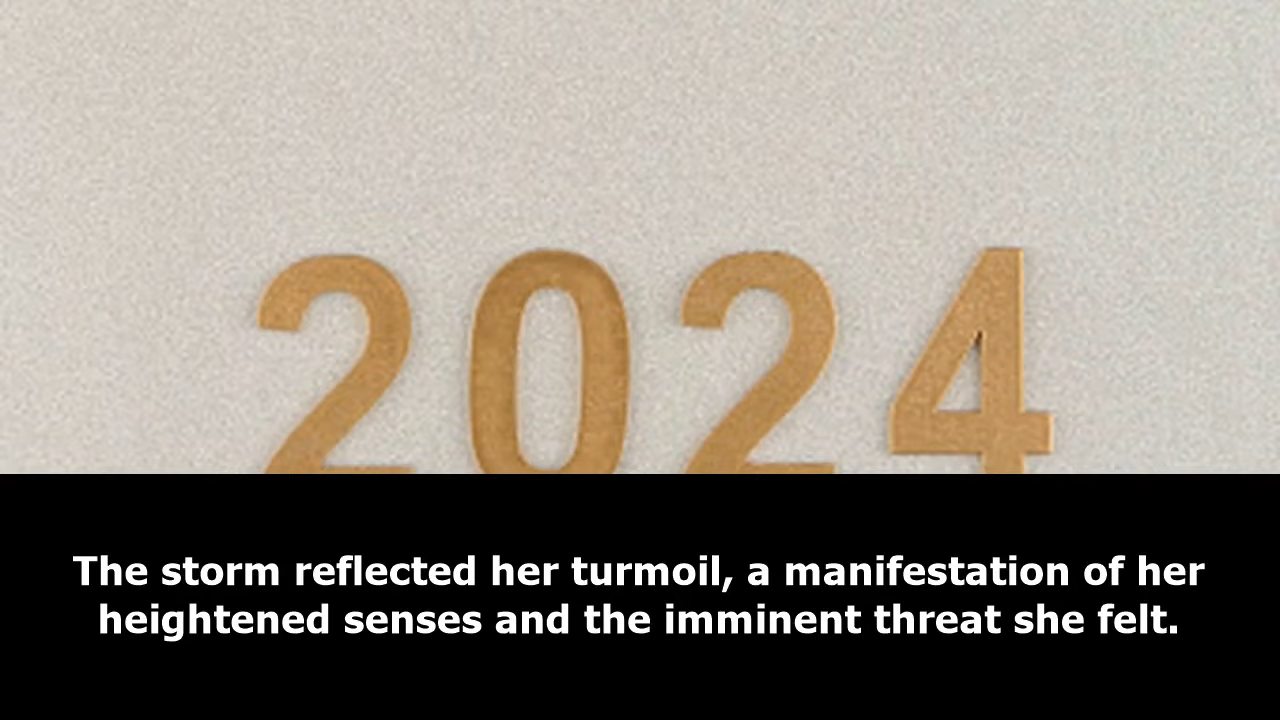 2024
The storm reflected her turmoil, a manifestation of her
heightened senses and the imminent threat she felt.